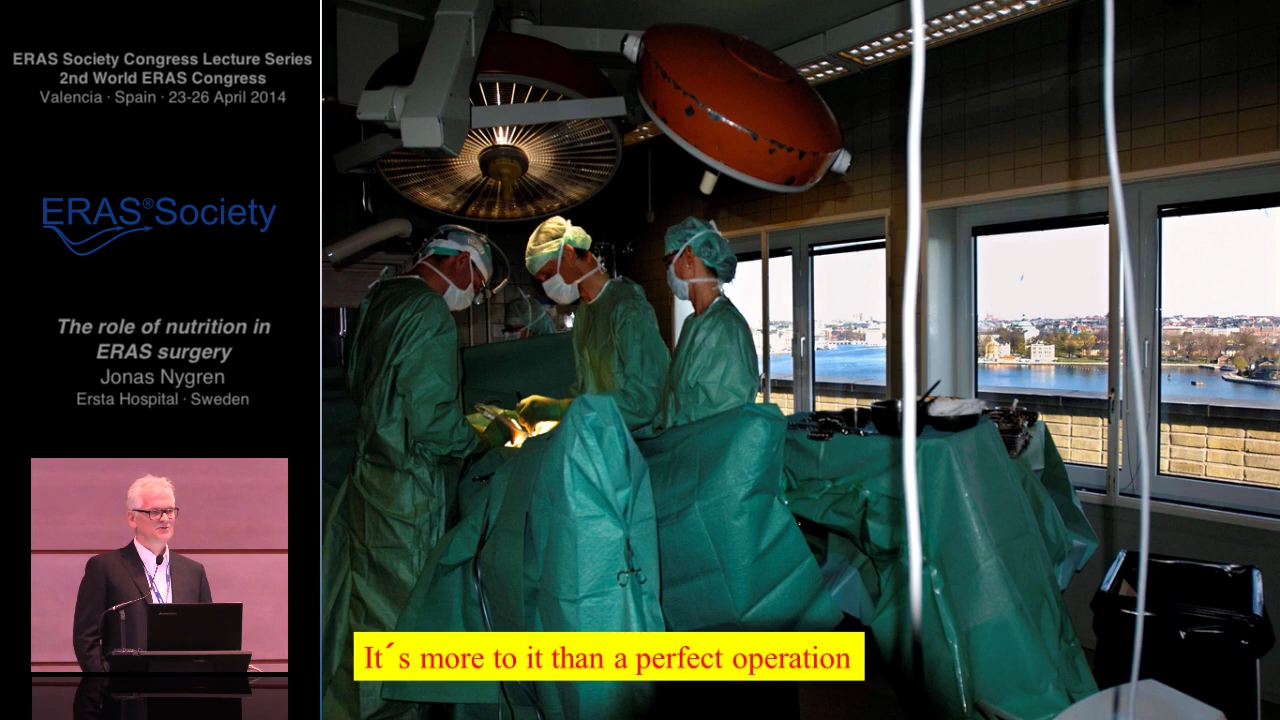 ERAS Society Congress Lecture Series
2nd World ERAS Congress
Valencia · Spain · 23-26 April 2014
ERAS®Society
The role of nutrition in
ERAS surgery
Jonas Nygren
Ersta Hospital · Sweden
It´s more to it than a perfect operation